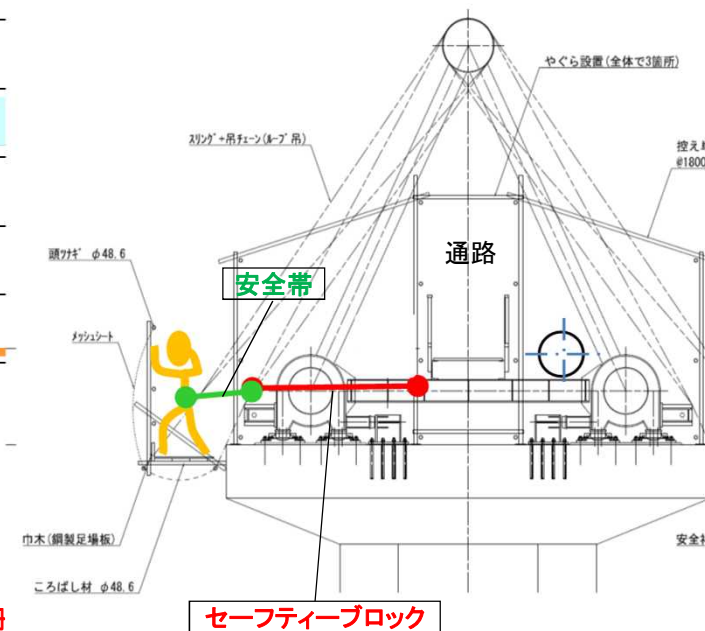 やぐら設置(全体で3箇所)
スリング+吊チェーン(ループ吊)
控え
@1800
通路
頭ツナギ φ48.6
安全帯
メッシュシート
巾木(鋼製足場板)
安全
ころばし材 φ48.6
セーフティーブロック